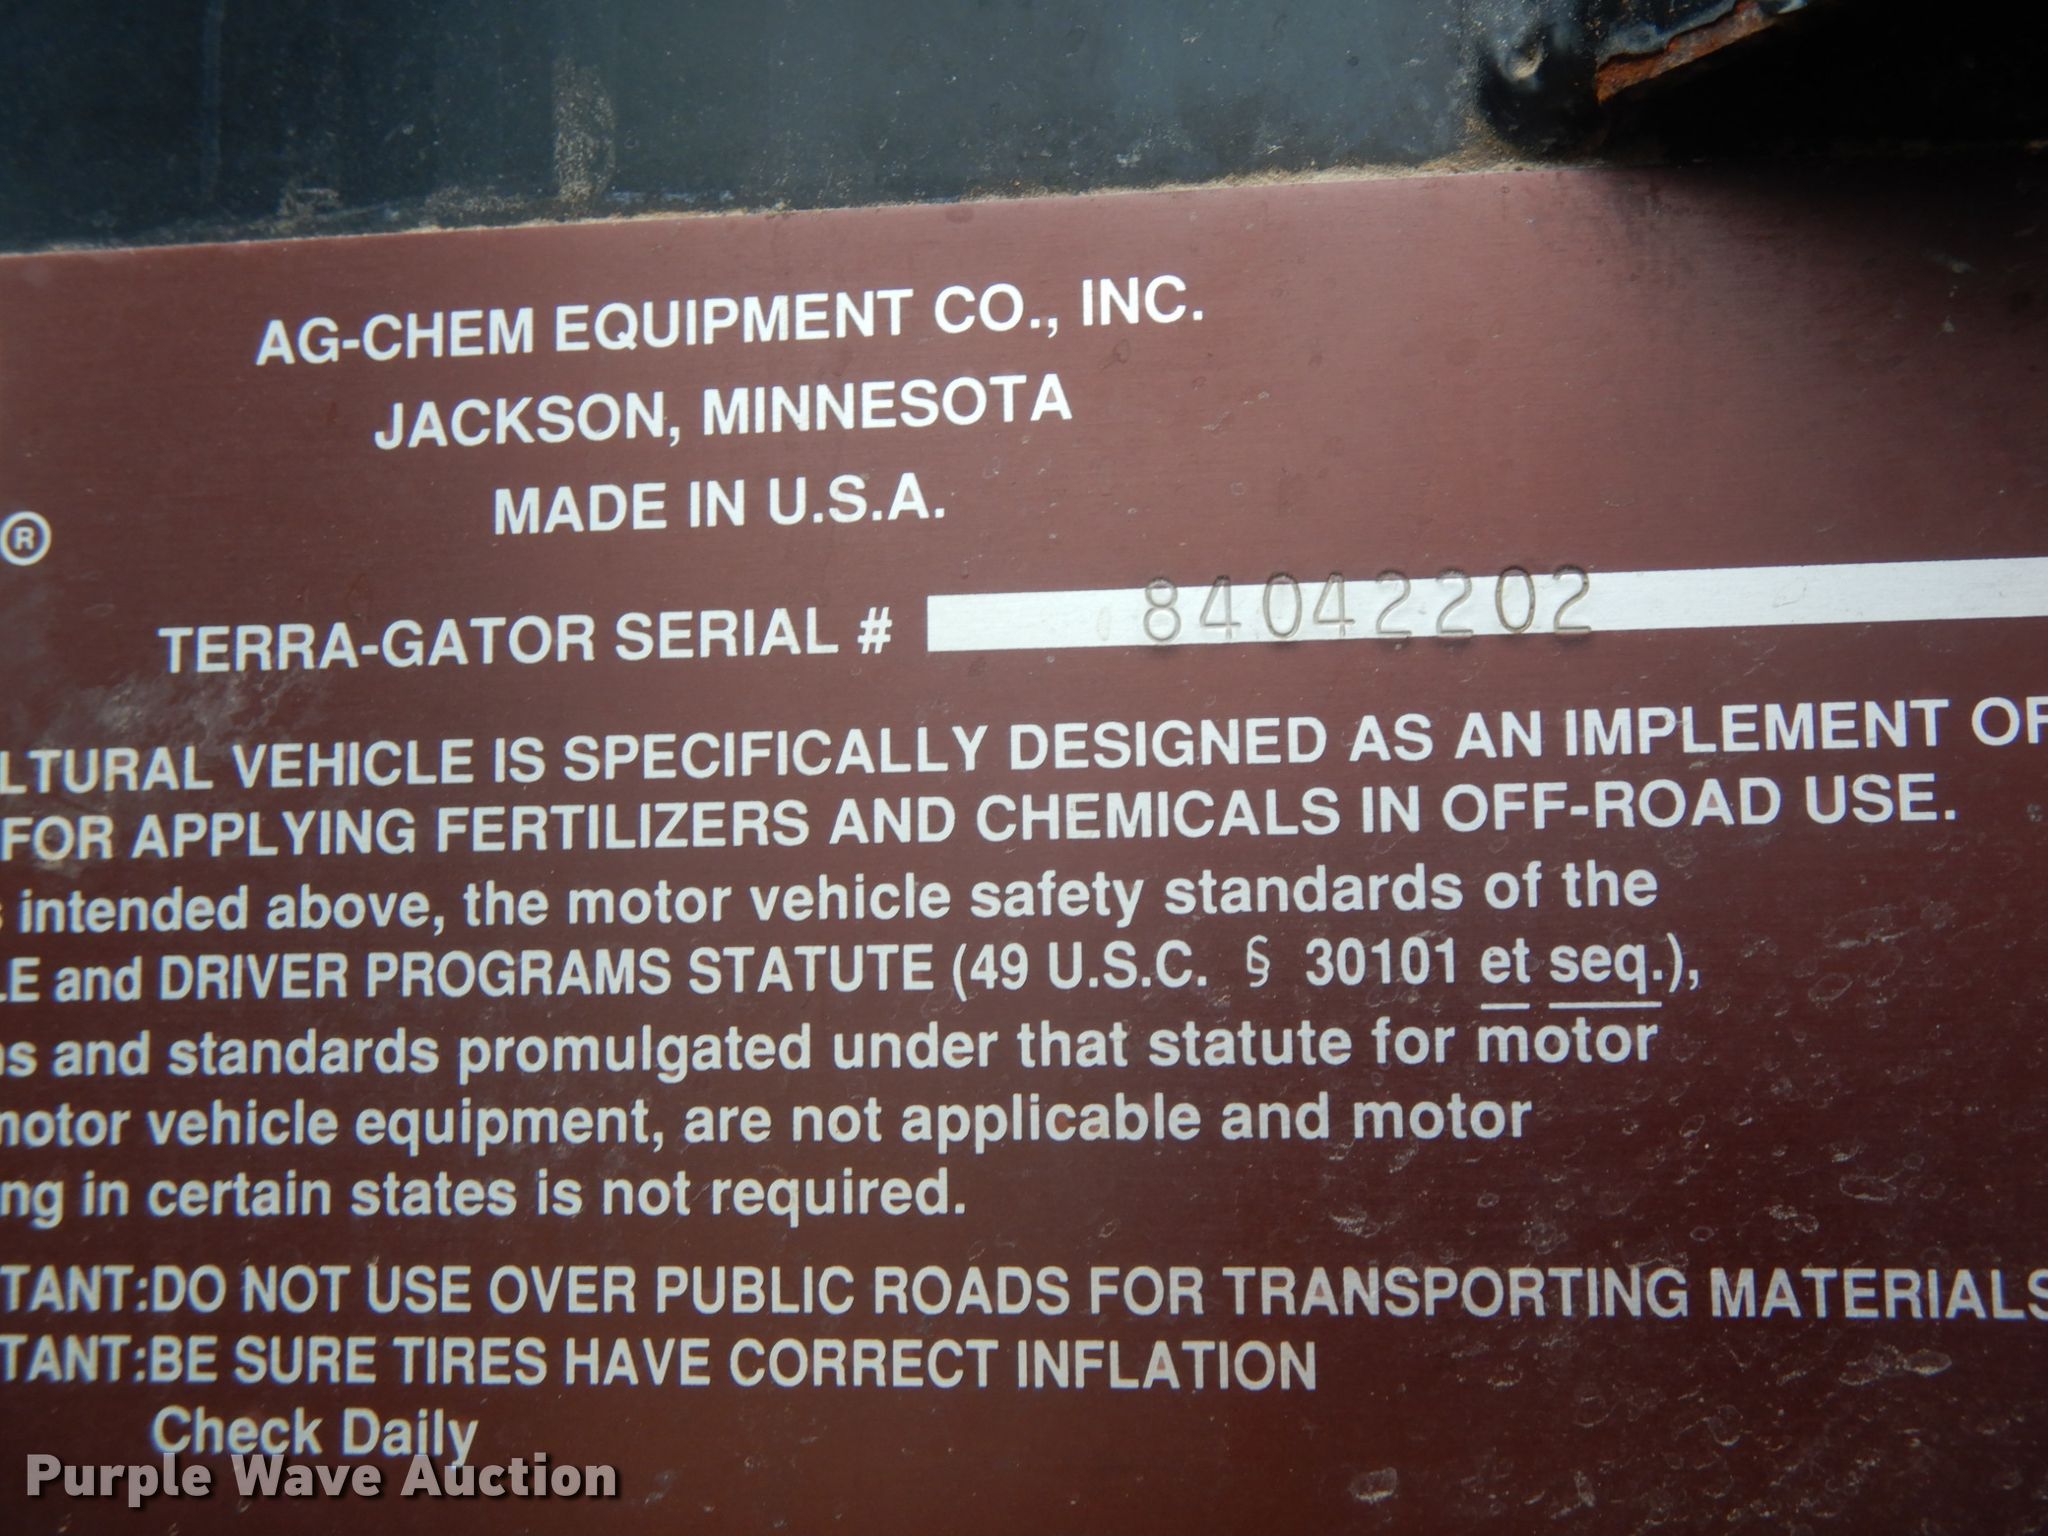 AG-CHEM EQUIPMENT CO., INC.
JACKSON, MINNESOTA
MADE IN U.S.A.
®
TERRA-GATOR SERIAL # 84042202
LTURAL VEHICLE IS SPECIFICALLY DESIGNED AS AN IMPLEMENT OF
FOR APPLYING FERTILIZERS AND CHEMICALS IN OFF-ROAD USE.
s intended above, the motor vehicle safety standards of the
LE and DRIVER PROGRAMS STATUTE (49 U.S.C. § 30101 et seq.),
ns and standards promulgated under that statute for motor
notor vehicle equipment, are not applicable and motor
ng in certain states is not required.
TANT:DO NOT USE OVER PUBLIC ROADS FOR TRANSPORTING MATERIALS
TANT:BE SURE TIRES HAVE CORRECT INFLATION
Check Daily
Purple Wave Auction